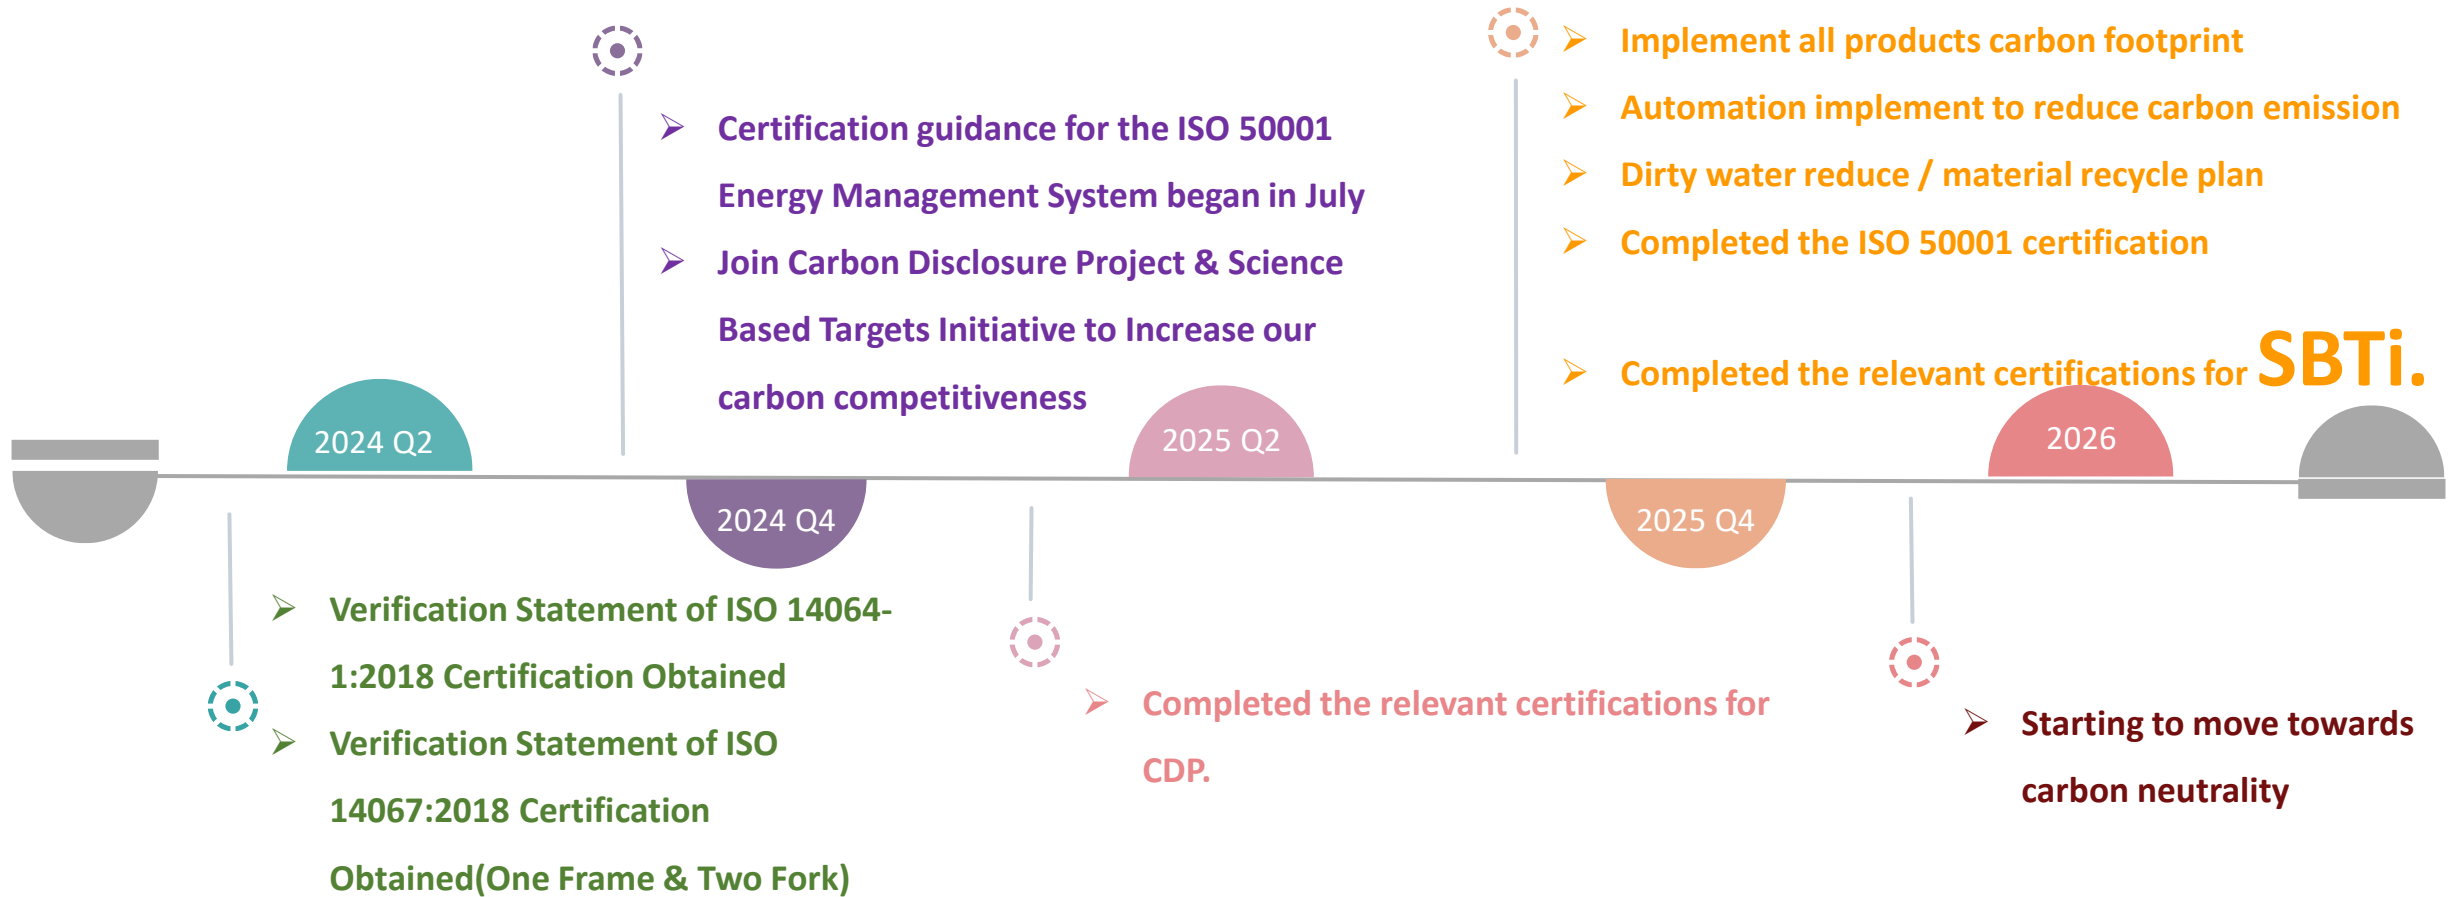 2024 Q2
➢ Verification Statement of ISO 14064-
1:2018 Certification Obtained
➢ Verification Statement of ISO
14067:2018 Certification
Obtained(One Frame & Two Fork)
2024 Q4
➢ Certification guidance for the ISO 50001
Energy Management System began in July
➢ Join Carbon Disclosure Project & Science
Based Targets Initiative to Increase our
carbon competitiveness
2025 Q2
➢ Completed the relevant certifications for
CDP.
2025 Q4
➢ Implement all products carbon footprint
➢ Automation implement to reduce carbon emission
➢ Dirty water reduce / material recycle plan
➢ Completed the ISO 50001 certification
➢ Completed the relevant certifications for SBTi.
2026
➢ Starting to move towards
carbon neutrality